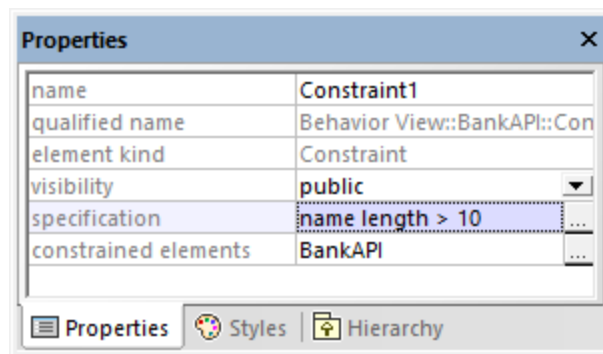 Properties
name Constraint1
qualified name Behavior View::BankAPI::Con
element kind Constraint
visibility public
specification name length > 10 ...
constrained elements BankAPI ...
Properties Styles Hierarchy